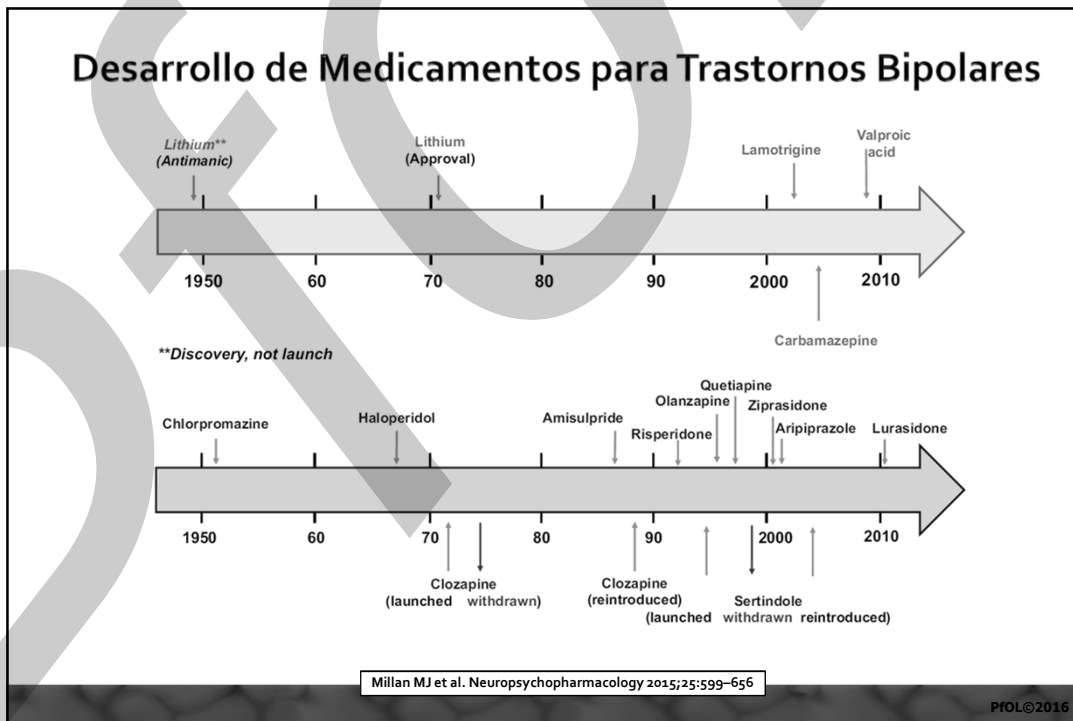 Desarrollo de Medicamentos para Trastornos Bipolares
Lithium**
(Antimanic)
Lithium
(Approval)
Lamotrigine
Valproic
acid
1950 60 70 80 90 2000 2010
Carbamazepine
**Discovery, not launch
Chlorpromazine
Haloperidol
Amisulpride
Risperidone
Olanzapine
Quetiapine
Ziprasidone
Aripiprazole
Lurasidone
1950 60 70 80 90 2000 2010
Clozapine
(launched withdrawn)
Clozapine
(reintroduced)
Sertindole
(launched withdrawn reintroduced)
Millan MJ et al. Neuropsychopharmacology 2015;25:599–656
PfOL©2016